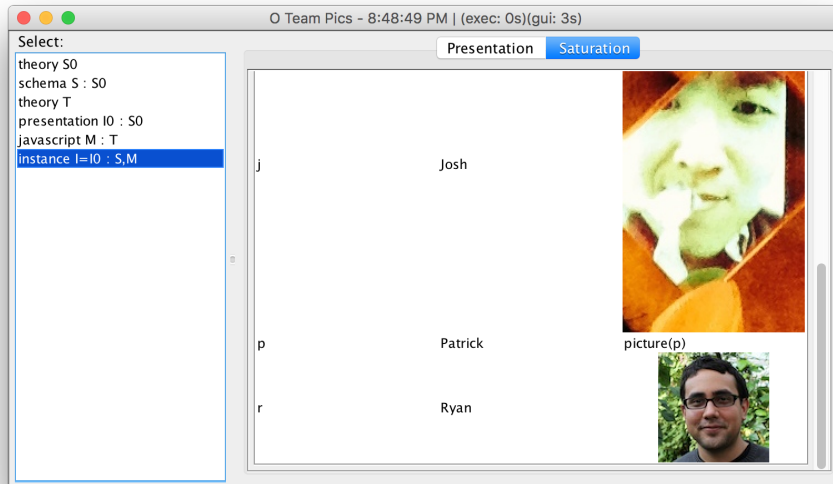 O Team Pics - 8:48:49 PM | (exec: 0s)(gui: 3s)
Select:
theory S0
schema S : S0
theory T
presentation I0 : S0
javascript M : T
instance I=I0 : S,M
Presentation Saturation
j Josh
p Patrick picture(p)
r Ryan